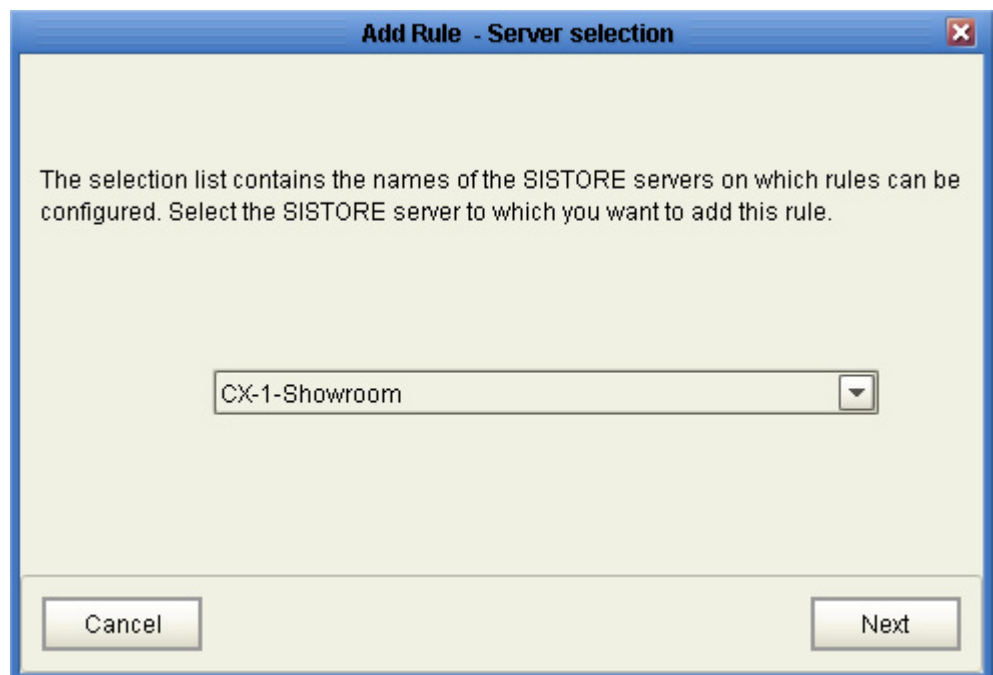 Add Rule - Server selection
The selection list contains the names of the SISTORE servers on which rules can be
configured. Select the SISTORE server to which you want to add this rule.
CX-1-Showroom
Cancel
Next